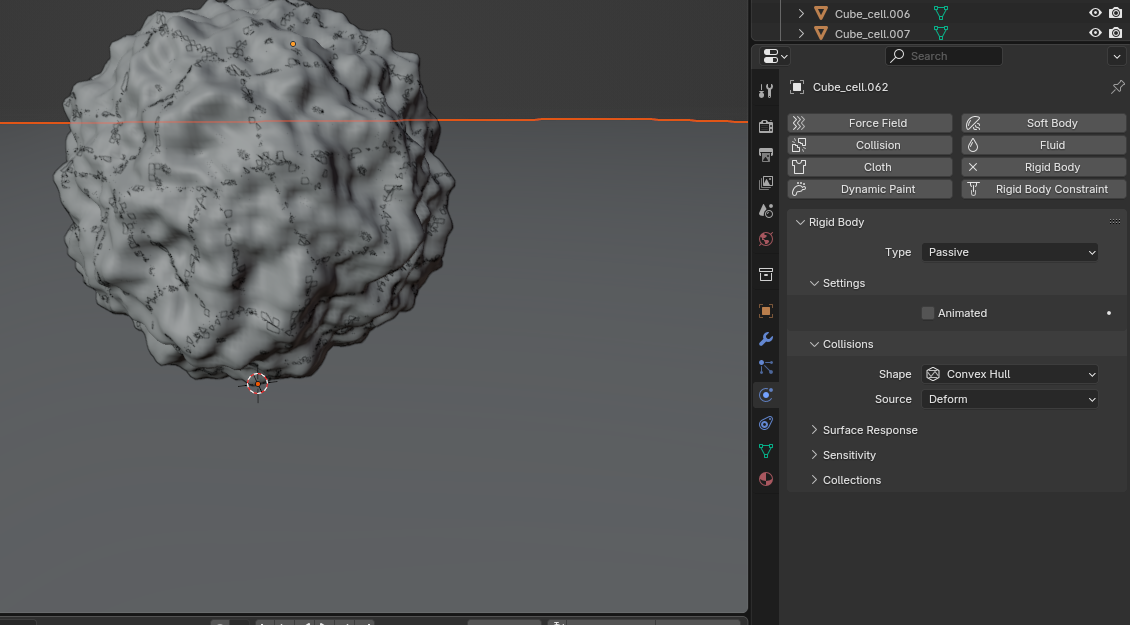 Cube_cell.006
Cube_cell.007
Search
Cube_cell.062
Force Field
Soft Body
Collision
Fluid
Cloth
Rigid Body
Dynamic Paint
Rigid Body Constraint
Rigid Body
Type
Passive
Settings
Animated
Collisions
Shape
Convex Hull
Source
Deform
Surface Response
Sensitivity
Collections